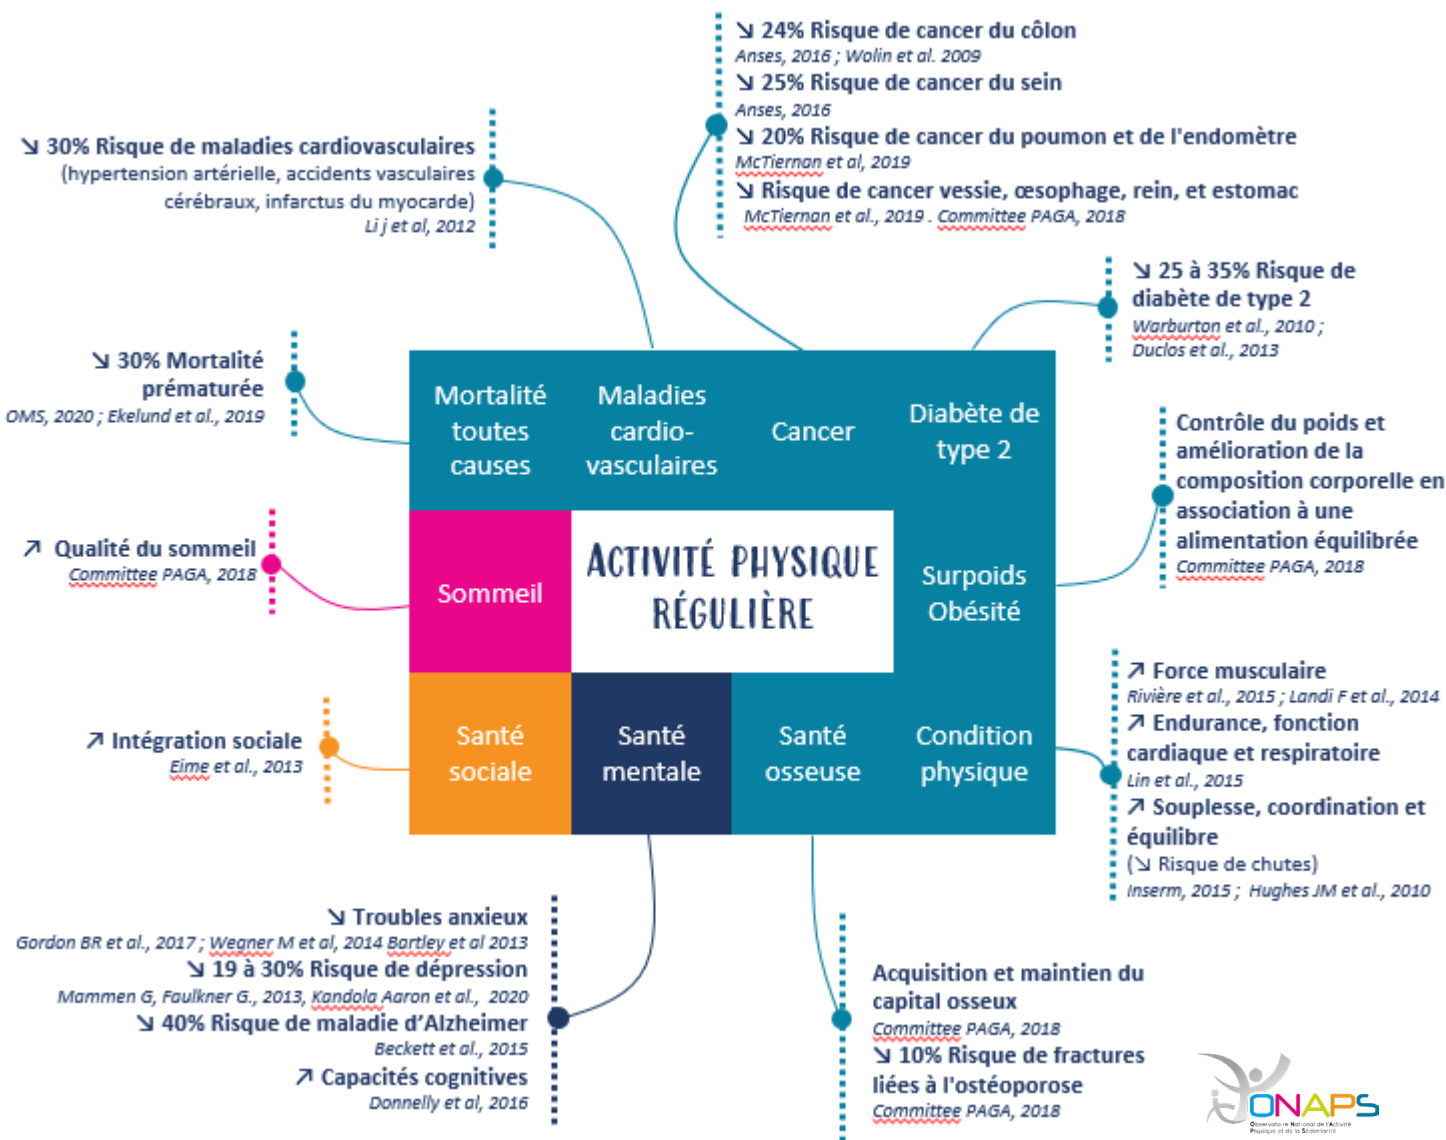 ↘ 24% Risque de cancer du côlon
Anses, 2016 ; Wolin et al. 2009
↘ 25% Risque de cancer du sein
Anses, 2016
↘ 20% Risque de cancer du poumon et de l'endomètre
McTiernan et al, 2019
↘ Risque de cancer vessie, œsophage, rein, et estomac
McTiernan et al., 2019 . Committee PAGA, 2018
↘ 30% Risque de maladies cardiovasculaires
(hypertension artérielle, accidents vasculaires
cérébraux, infarctus du myocarde)
Li j et al, 2012
↘ 25 à 35% Risque de
diabète de type 2
Warburton et al., 2010 ;
Duclos et al., 2013
↘ 30% Mortalité
prématurée
OMS, 2020 ; Ekelund et al., 2019
Mortalité
toutes
causes
Maladies
cardio-
vasculaires
Cancer
Diabète de
type 2
Contrôle du poids et
amélioration de la
composition corporelle en
association à une
alimentation équilibrée
Committee PAGA, 2018
↗ Qualité du sommeil
Committee PAGA, 2018
Sommeil
ACTIVITÉ PHYSIQUE
RÉGULIÈRE
Surpoids
Obésité
↗ Intégration sociale
Eime et al., 2013
Santé
sociale
Santé
mentale
Santé
osseuse
Condition
physique
↗ Force musculaire
Rivière et al., 2015 ; Landi F et al., 2014
↗ Endurance, fonction
cardiaque et respiratoire
Lin et al., 2015
↗ Souplesse, coordination et
équilibre
(↘ Risque de chutes)
Inserm, 2015 ; Hughes JM et al., 2010
↘ Troubles anxieux
Gordon BR et al., 2017 ; Wegner M et al, 2014 Bartley et al 2013
↘ 19 à 30% Risque de dépression
Mammen G, Faulkner G., 2013, Kandola Aaron et al., 2020
↘ 40% Risque de maladie d'Alzheimer
Beckett et al., 2015
↗ Capacités cognitives
Donnelly et al, 2016
Acquisition et maintien du
capital osseux
Committee PAGA, 2018
↘ 10% Risque de fractures
liées à l'ostéoporose
Committee PAGA, 2018
ONAPS
Observatoire National de l'Activité
Physique et de la Sédentarité